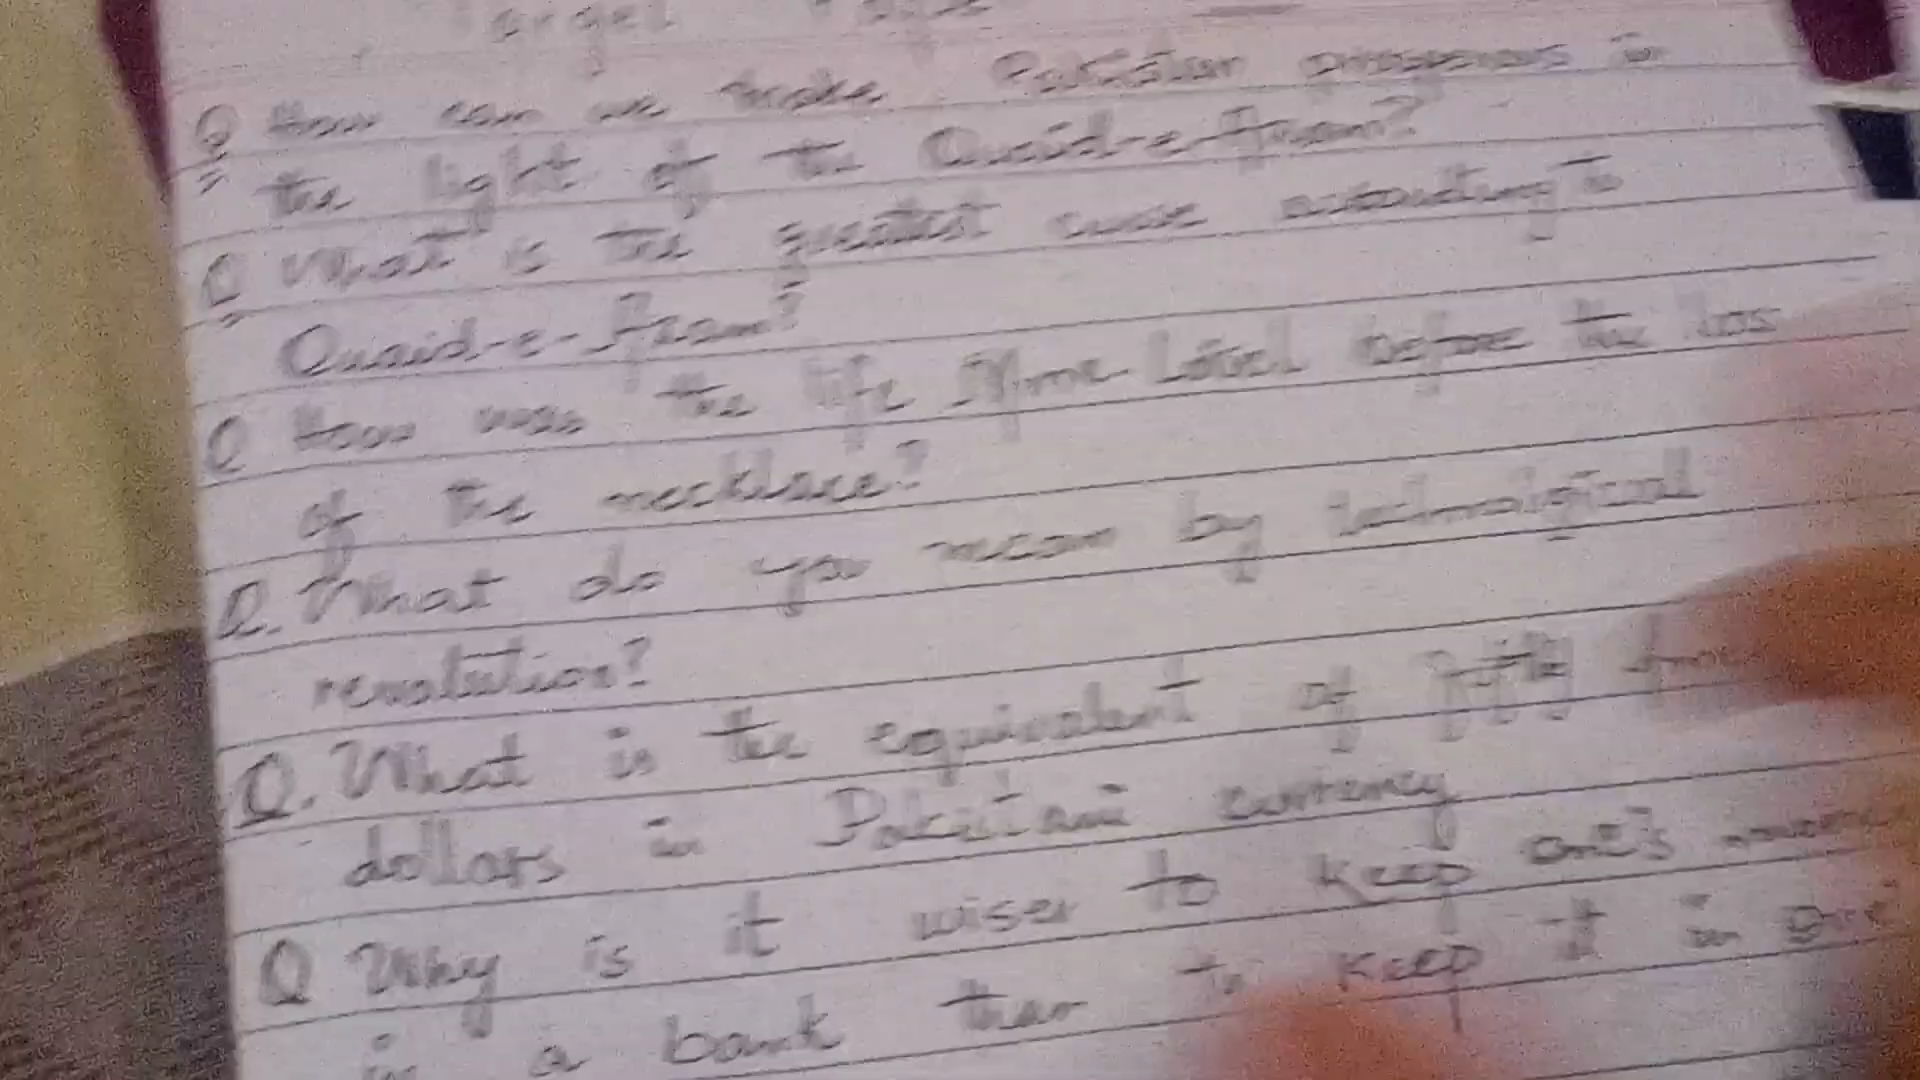 Target Page
Q How can we make Pakistan prosperous in
the light of the Quaid-e-Azam?
Q What is the greatest curse according to
Quaid-e-Azam?
Q How was the life Mme. Loisel before the loss
of the necklace?
Q. What do you mean by
revolution?
Q. What is the equivalent of fifty
dollars in Pakistani currency
Q Why is it wiser to keep one's
in a bank than to keep it in